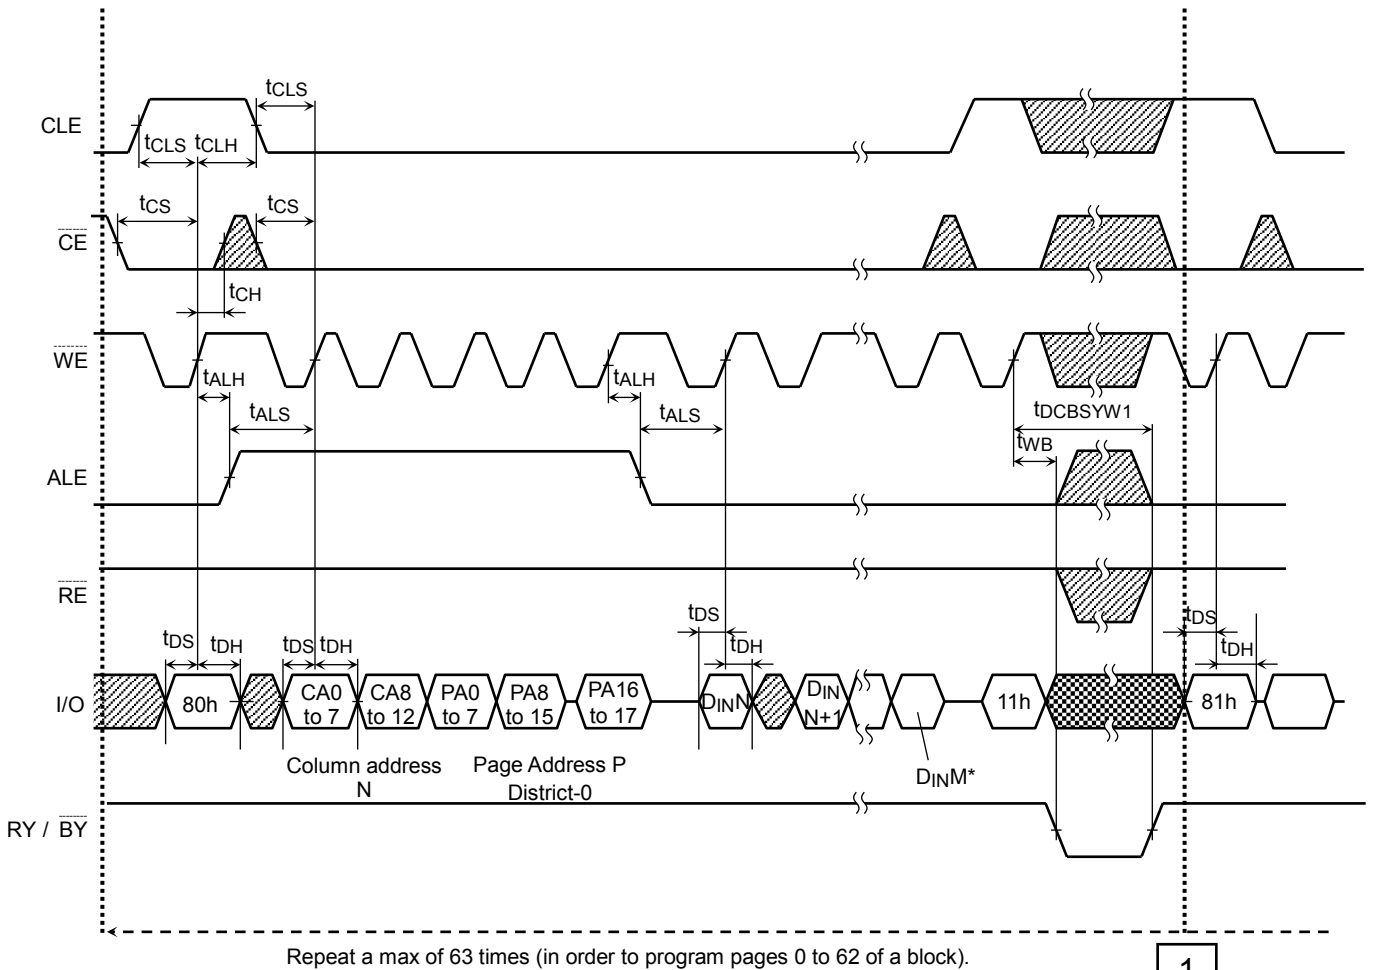 tCLS
CLE
tCLS tCLH
tCS tCS
CE
tCH
WE
tALH tALH
tALS tALS tDCBSYW1
tWB
ALE
RE
tDS tDH tDS tDH tDS tDH tDS tDH
I/O 80h CA0 to 7 CA8 to 12 PA0 to 7 PA8 to 15 PA16 to 17 DINN DIN N+1 11h 81h
Column address N
Page Address P District-0
DINM*
RY / BY
Repeat a max of 63 times (in order to program pages 0 to 62 of a block).
1